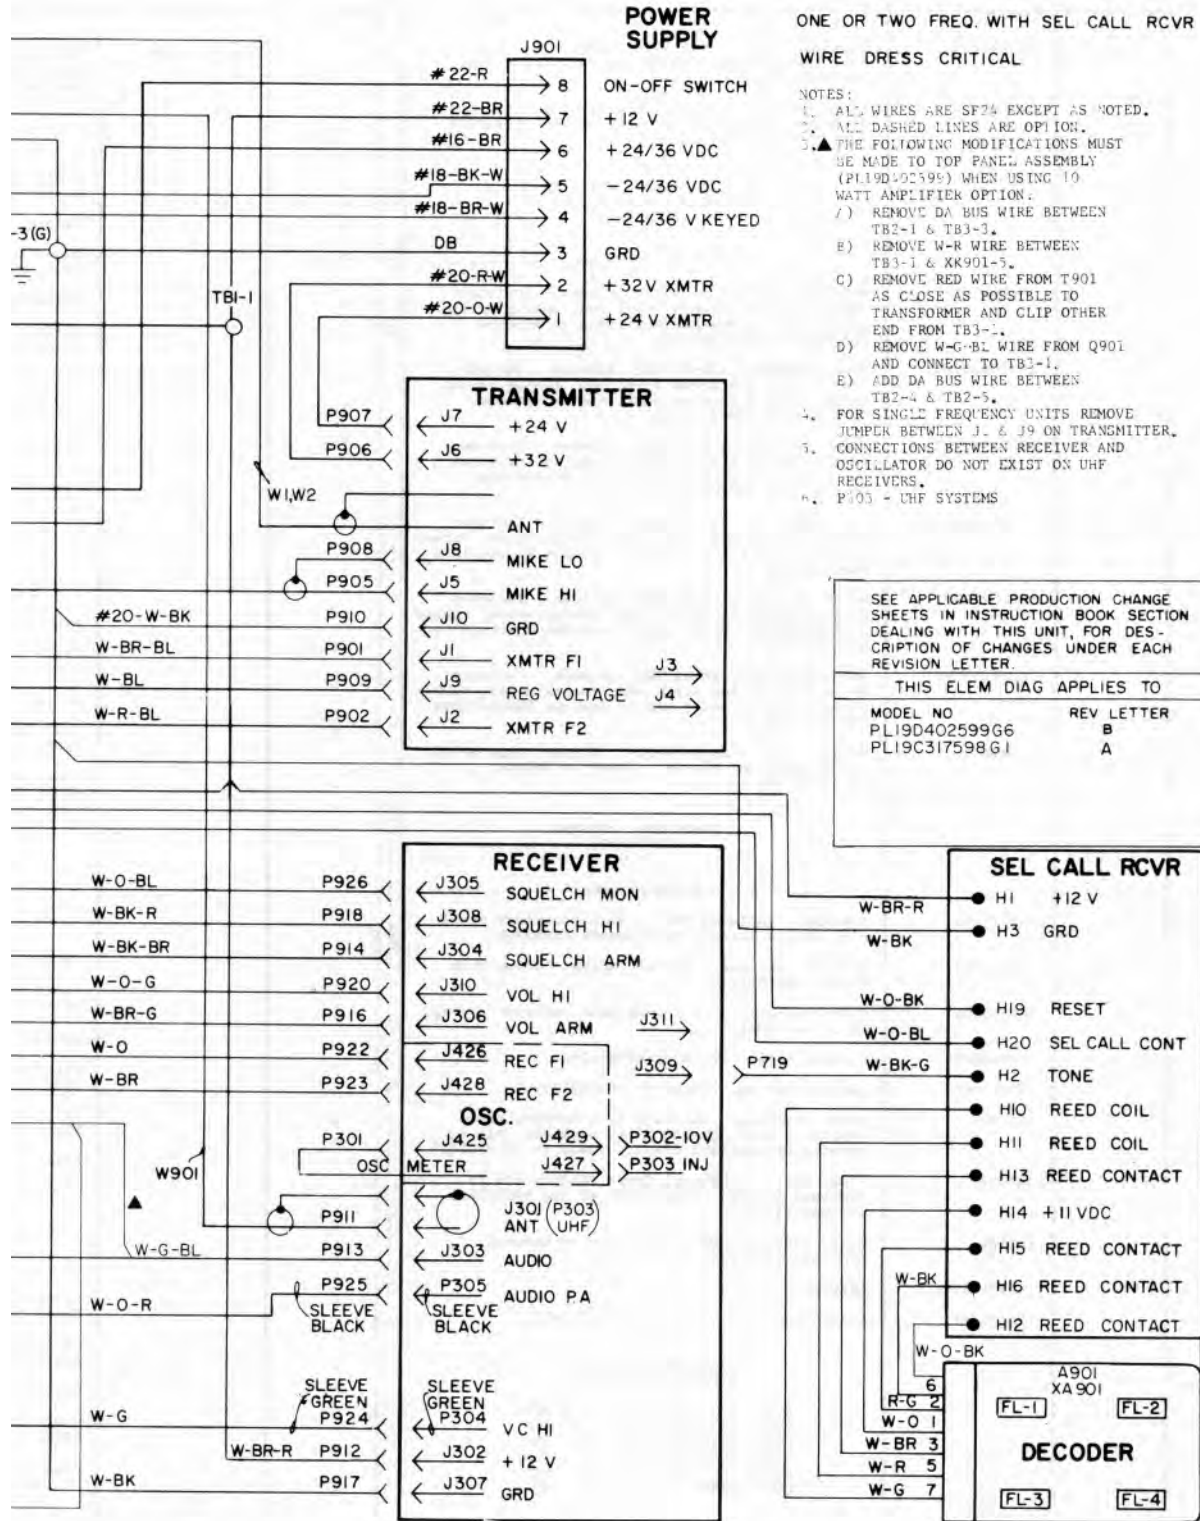 POWER
SUPPLY
J901
#22-R
8 ON-OFF SWITCH
#22-BR
7 +12 V
#16-BR
6 +24/36 VDC
#18-BK-W
5 -24/36 VDC
#18-BR-W
4 -24/36 V KEYED
DB
3 GRD
#20-R-W
2 +32V XMTR
#20-O-W
1 +24 V XMTR
-3(G)
TB1-1
ONE OR TWO FREQ. WITH SEL CALL RCVR
WIRE DRESS CRITICAL
NOTES:
1. ALL WIRES ARE SF24 EXCEPT AS NOTED.
2. ALL DASHED LINES ARE OPTION.
3.▲ THE FOLLOWING MODIFICATIONS MUST
BE MADE TO TOP PANEL ASSEMBLY
(PL19D402599) WHEN USING 10
WATT AMPLIFIER OPTION:
A) REMOVE DA BUS WIRE BETWEEN
TB2-1 & TB3-3.
B) REMOVE W-R WIRE BETWEEN
TB3-1 & XK901-5.
C) REMOVE RED WIRE FROM T901
AS CLOSE AS POSSIBLE TO
TRANSFORMER AND CLIP OTHER
END FROM TB3-1.
D) REMOVE W-G-BL WIRE FROM Q901
AND CONNECT TO TB3-1.
E) ADD DA BUS WIRE BETWEEN
TB2-4 & TB2-5.
4. FOR SINGLE FREQUENCY UNITS REMOVE
JUMPER BETWEEN & J9 ON TRANSMITTER.
5. CONNECTIONS BETWEEN RECEIVER AND
OSCILLATOR DO NOT EXIST ON UHF
RECEIVERS.
6. P303 - UHF SYSTEMS
TRANSMITTER
P907 J7 +24 V
P906 J6 +32 V
W1,W2
ANT
P908 J8 MIKE LO
P905 J5 MIKE HI
#20-W-BK P910 J10 GRD
W-BR-BL P901 J1 XMTR F1
J3
W-BL P909 J9 REG VOLTAGE J4
W-R-BL P902 J2 XMTR F2
SEE APPLICABLE PRODUCTION CHANGE
SHEETS IN INSTRUCTION BOOK SECTION
DEALING WITH THIS UNIT, FOR DES-
CRIPTION OF CHANGES UNDER EACH
REVISION LETTER.
THIS ELEM DIAG APPLIES TO
MODEL NO REV LETTER
PL19D402599G6 B
PL19C317598G1 A
RECEIVER
W-O-BL P926 J305 SQUELCH MON
W-BK-R P918 J308 SQUELCH HI
W-BK-BR P914 J304 SQUELCH ARM
W-O-G P920 J310 VOL HI
W-BR-G P916 J306 VOL ARM J311
W-O P922 J426 REC F1
J309 P719
W-BR P923 J428 REC F2
OSC.
P301 J425 J429 P302-10V
OSC METER J427 P303 INJ
W901
▲
J301 (P303
P911 ANT UHF)
W-G-BL P913 J303 AUDIO
P925 P305 AUDIO PA
W-O-R SLEEVE SLEEVE
BLACK BLACK
SLEEVE SLEEVE
GREEN GREEN
W-G P924 P304 VC HI
W-BR-R P912 J302 +12 V
W-BK P917 J307 GRD
SEL CALL RCVR
W-BR-R H1 +12 V
W-BK H3 GRD
W-O-BK H19 RESET
W-O-BL H20 SEL CALL CONT
W-BK-G H2 TONE
H10 REED COIL
H11 REED COIL
H13 REED CONTACT
H14 +11 VDC
H15 REED CONTACT
W-BK H16 REED CONTACT
H12 REED CONTACT
W-O-BK
A901
XA901
6
R-G 2
W-O 1
W-BR 3
W-R 5
W-G 7
FL-1 FL-2
DECODER
FL-3 FL-4